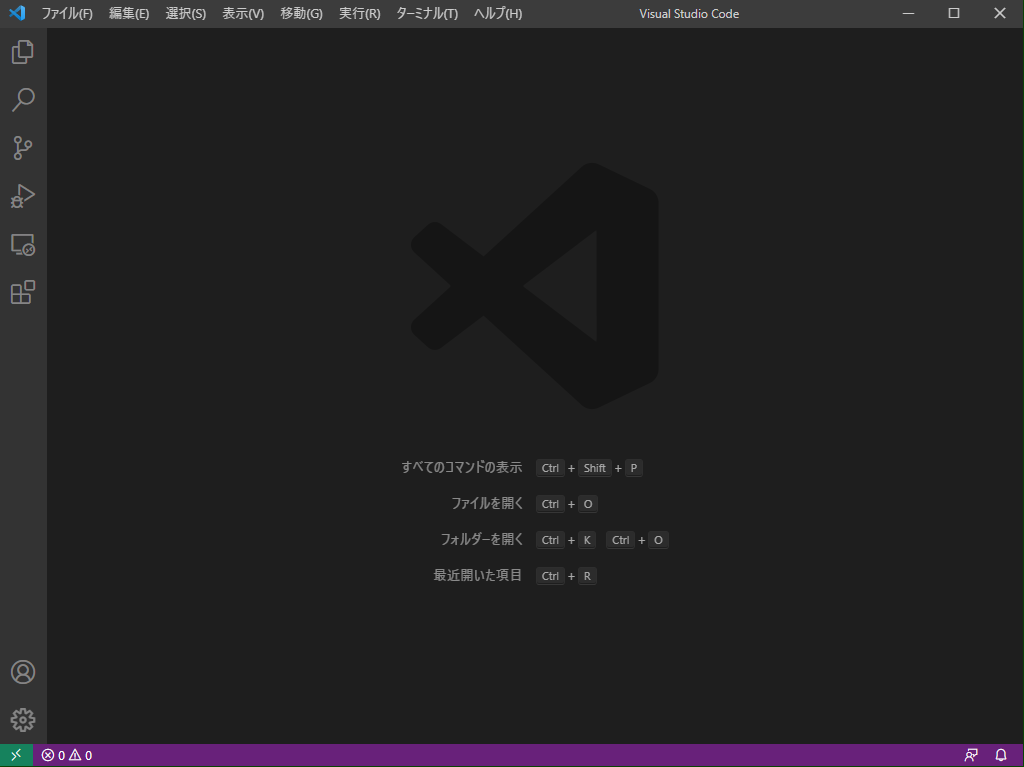 ファイル(F) 編集(E) 選択(S) 表示(V) 移動(G) 実行(R) ターミナル(T) ヘルプ(H) Visual Studio Code
すべてのコマンドの表示 Ctrl + Shift + P
ファイルを開く Ctrl + O
フォルダーを開く Ctrl + K Ctrl + O
最近開いた項目 Ctrl + R
0 0